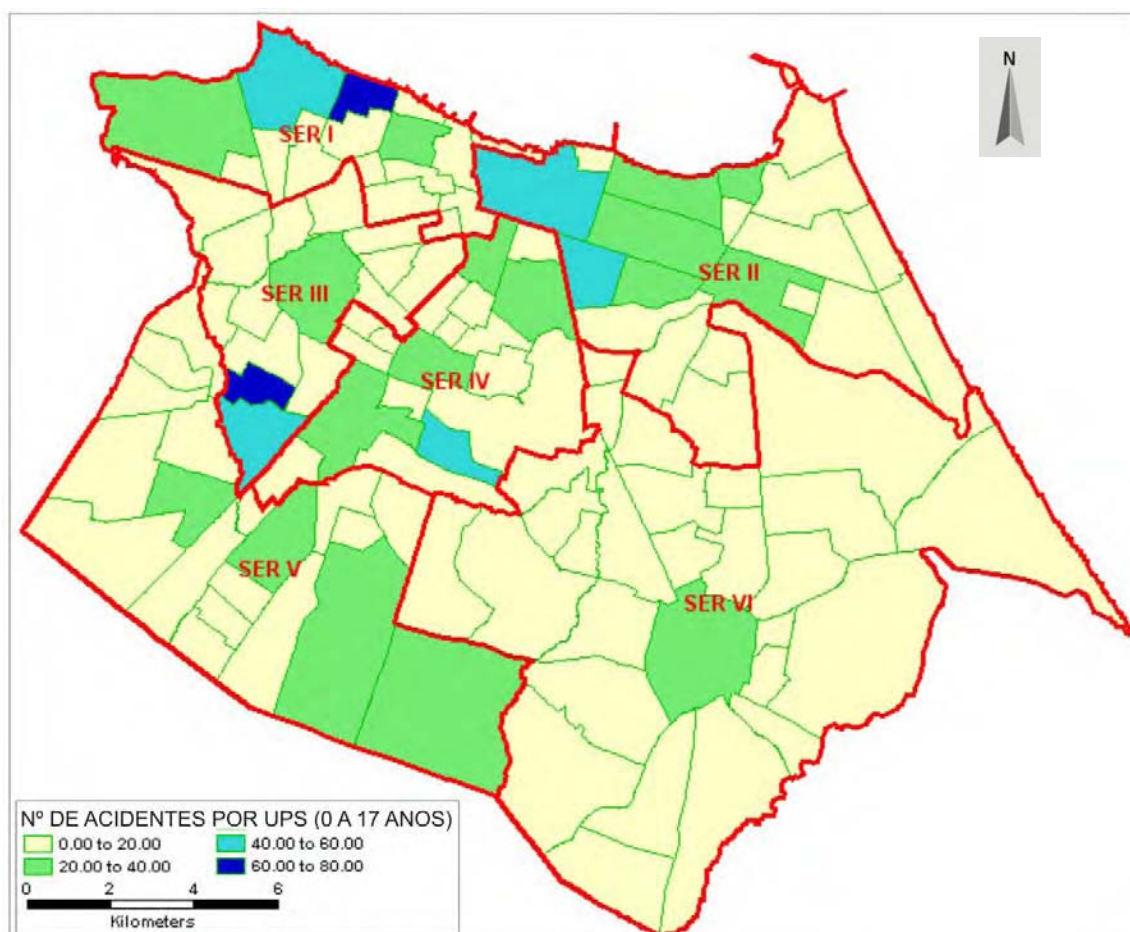 N
SER I
SER II
SER III
SER IV
SER V
SER VI
Nº DE ACIDENTES POR UPS (0 A 17 ANOS)
0.00 to 20.00 40.00 to 60.00
20.00 to 40.00 60.00 to 80.00
0 2 4 6
Kilometers